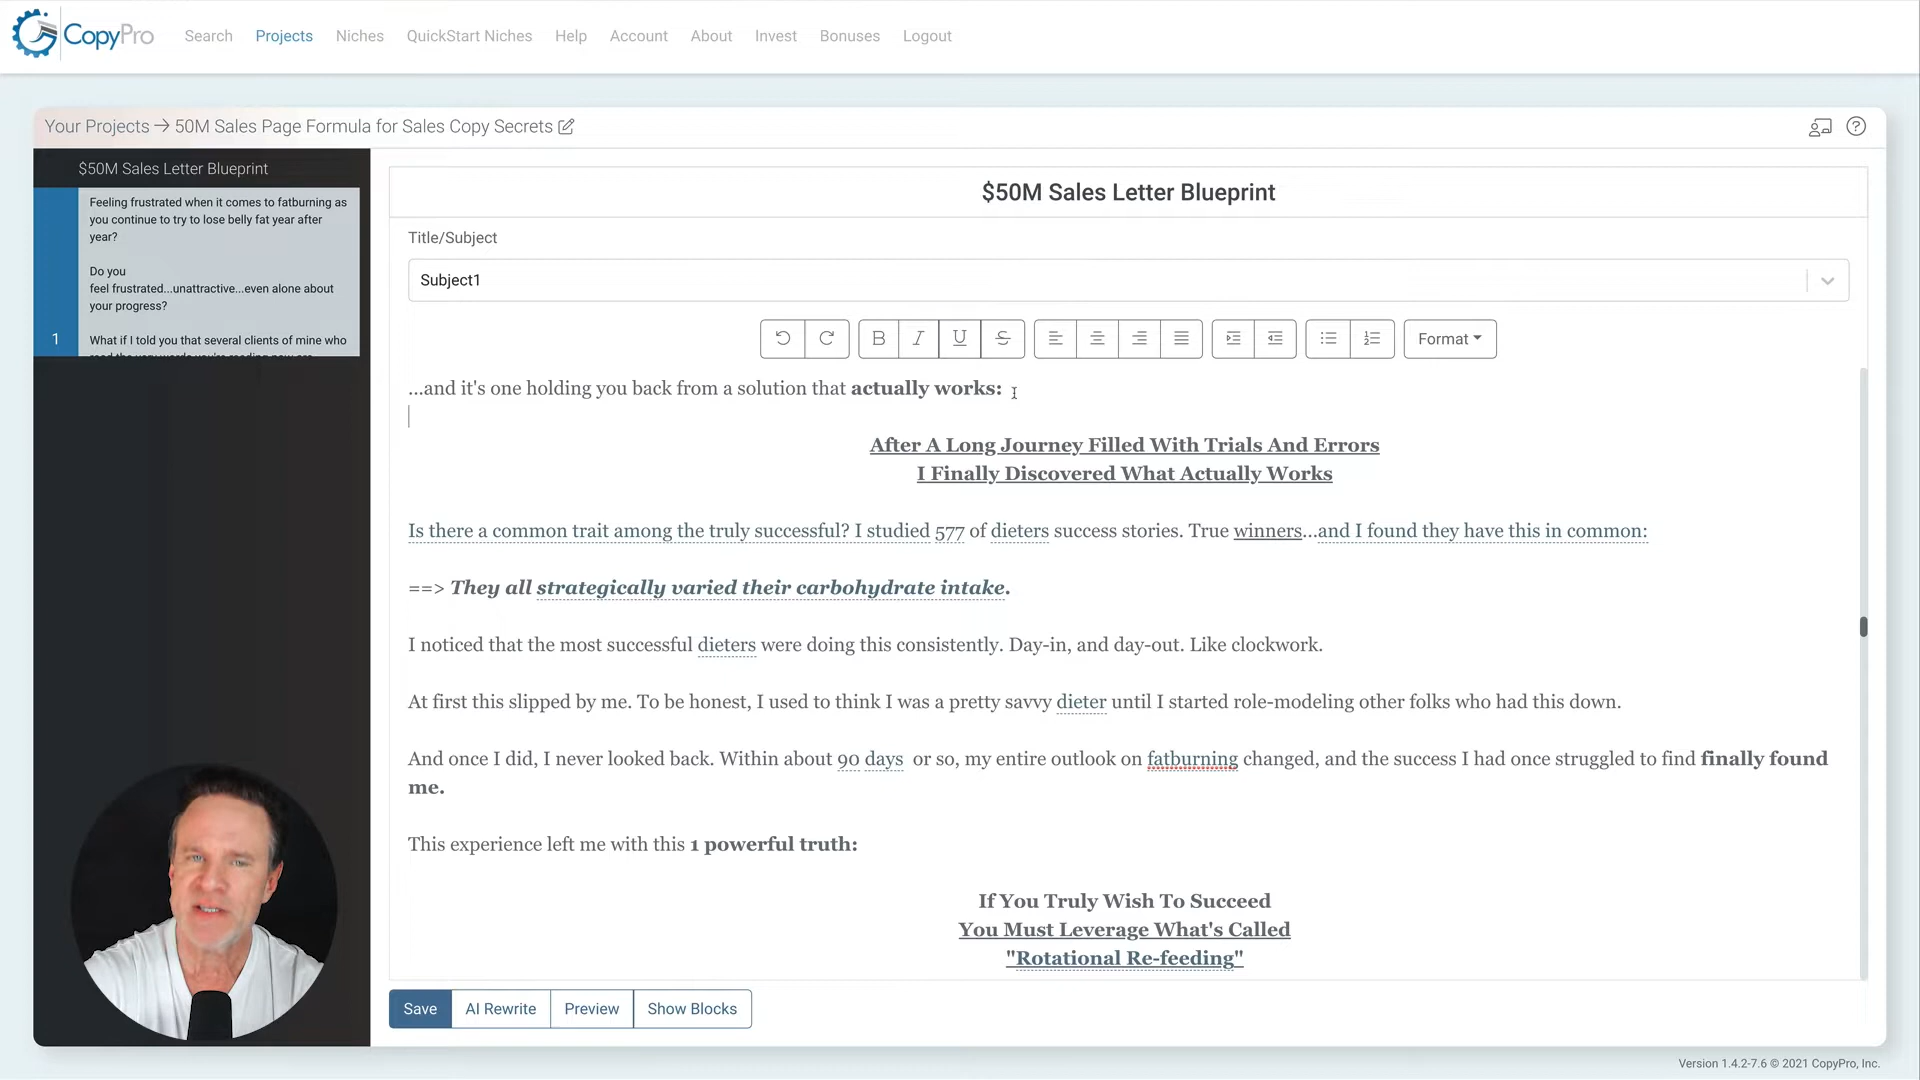 CopyPro Search Projects Niches QuickStart Niches Help Account About Invest Bonuses Logout
Your Projects → 50M Sales Page Formula for Sales Copy Secrets
$50M Sales Letter Blueprint
Feeling frustrated when it comes to fatburning as
you continue to try to lose belly fat year after
year?
Do you
feel frustrated...unattractive...even alone about
your progress?
What if I told you that several clients of mine who
1
$50M Sales Letter Blueprint
Title/Subject
Subject1
B I U S Format
...and it's one holding you back from a solution that actually works:
After A Long Journey Filled With Trials And Errors
I Finally Discovered What Actually Works
Is there a common trait among the truly successful? I studied 577 of dieters success stories. True winners...and I found they have this in common:
==> They all strategically varied their carbohydrate intake.
I noticed that the most successful dieters were doing this consistently. Day-in, and day-out. Like clockwork.
At first this slipped by me. To be honest, I used to think I was a pretty savvy dieter until I started role-modeling other folks who had this down.
And once I did, I never looked back. Within about 90 days  or so, my entire outlook on fatburning changed, and the success I had once struggled to find finally found
me.
This experience left me with this 1 powerful truth:
If You Truly Wish To Succeed
You Must Leverage What's Called
"Rotational Re-feeding"
Save AI Rewrite Preview Show Blocks
Version 1.4.2-7.6 © 2021 CopyPro, Inc.